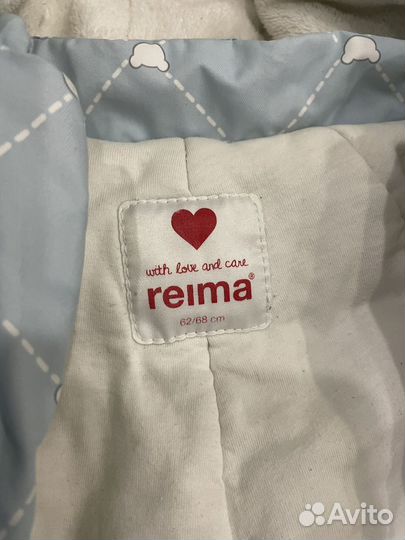 with love and care
reima®
62/68 cm
Avito